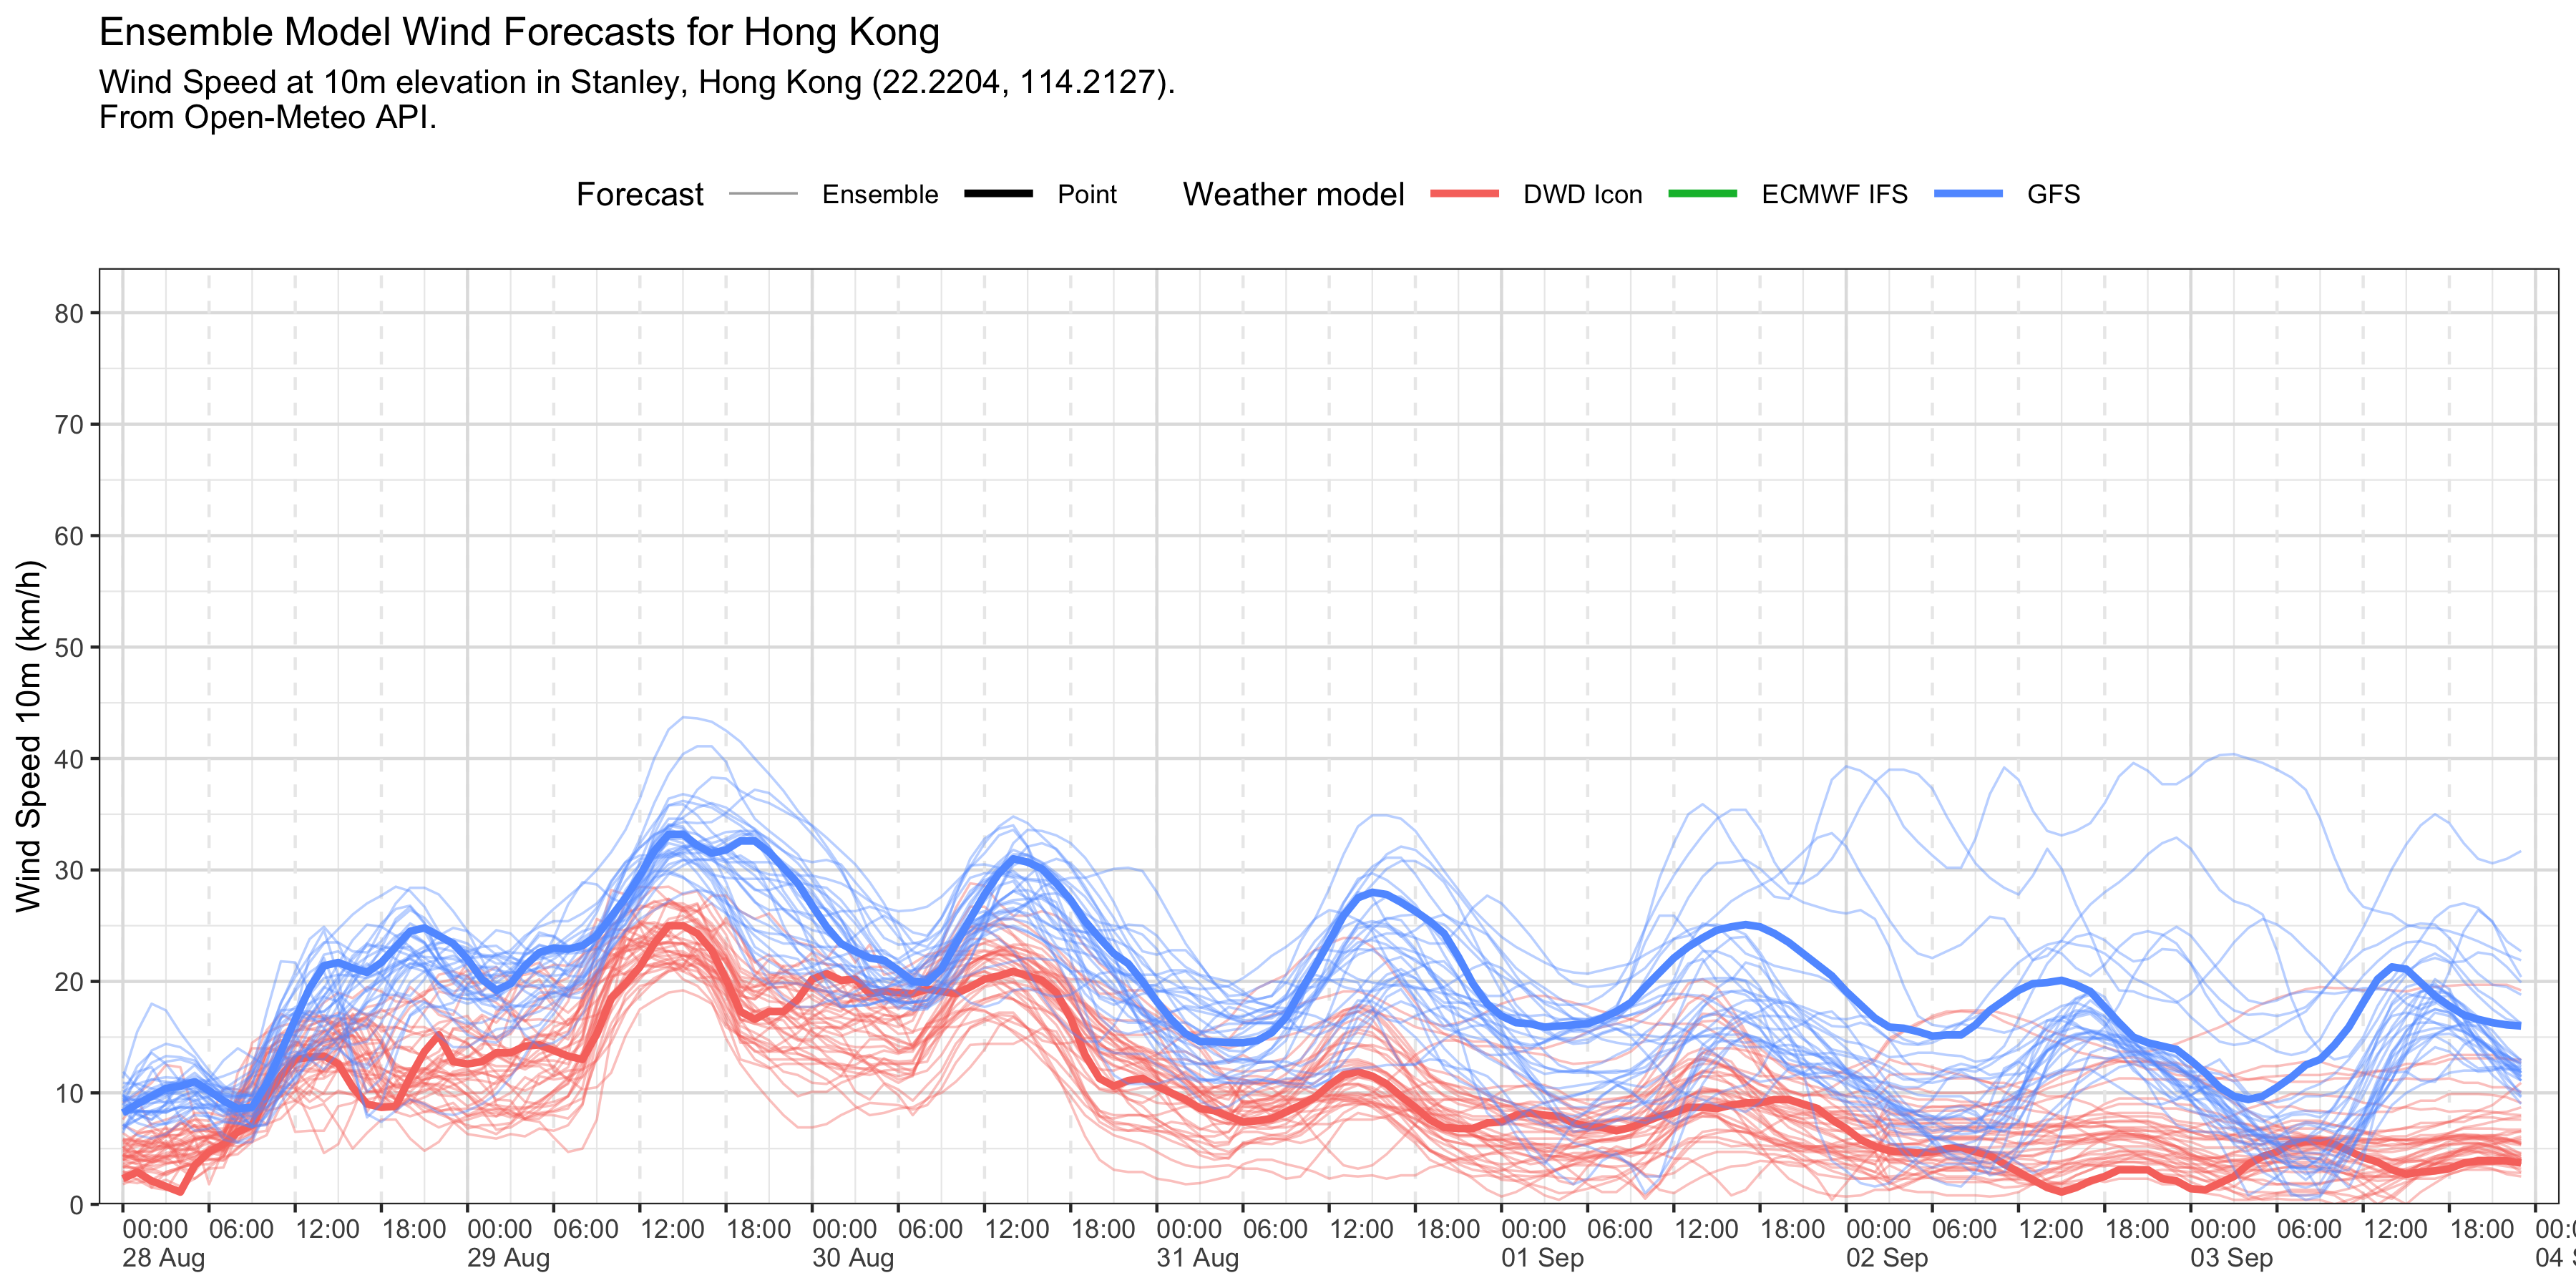 Ensemble Model Wind Forecasts for Hong Kong
Wind Speed at 10m elevation in Stanley, Hong Kong (22.2204, 114.2127).
From Open-Meteo API.
Forecast Ensemble Point Weather model DWD Icon ECMWF IFS GFS
Wind Speed 10m (km/h)
80
70
60
50
40
30
20
10
0
00:00 06:00 12:00 18:00 00:00 06:00 12:00 18:00 00:00 06:00 12:00 18:00 00:00 06:00 12:00 18:00 00:00 06:00 12:00 18:00 00:00 06:00 12:00 18:00 00:00 06:00 12:00 18:00
28 Aug 29 Aug 30 Aug 31 Aug 01 Sep 02 Sep 03 Sep 04